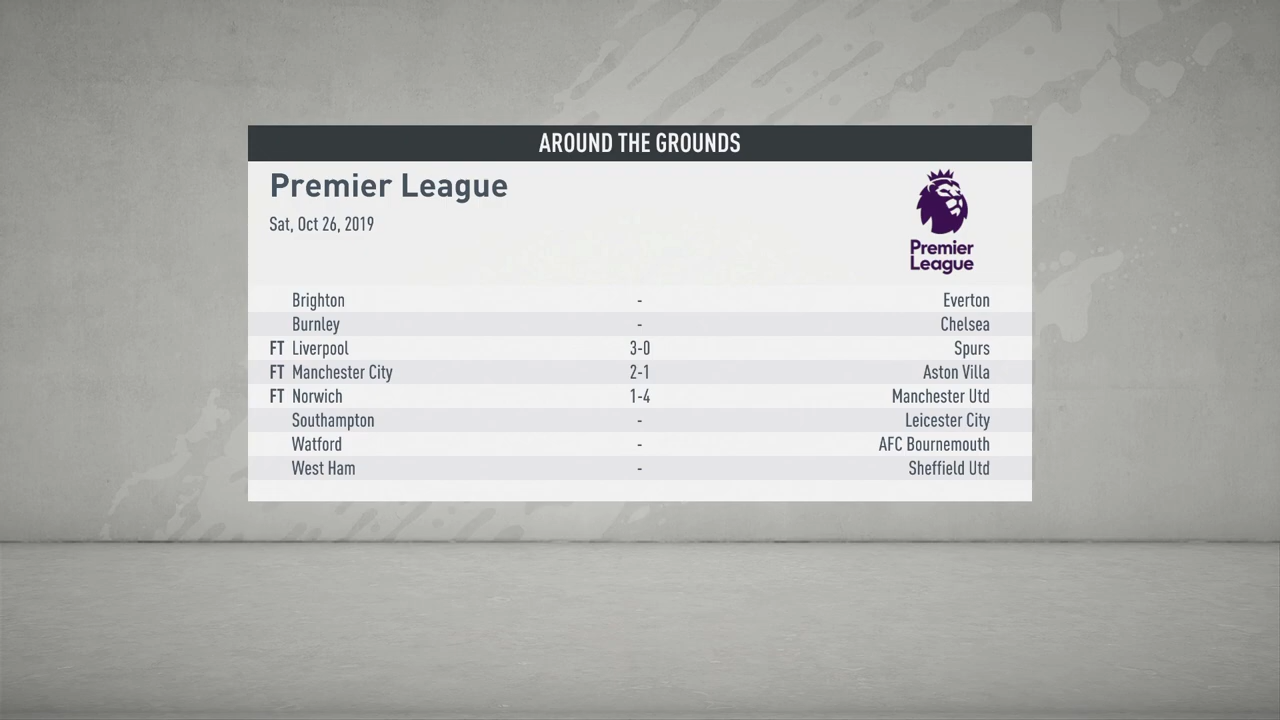 AROUND THE GROUNDS
Premier League
Sat, Oct 26, 2019
Premier
League
Brighton - Everton
Burnley - Chelsea
FT Liverpool 3-0 Spurs
FT Manchester City 2-1 Aston Villa
FT Norwich 1-4 Manchester Utd
Southampton - Leicester City
Watford - AFC Bournemouth
West Ham - Sheffield Utd